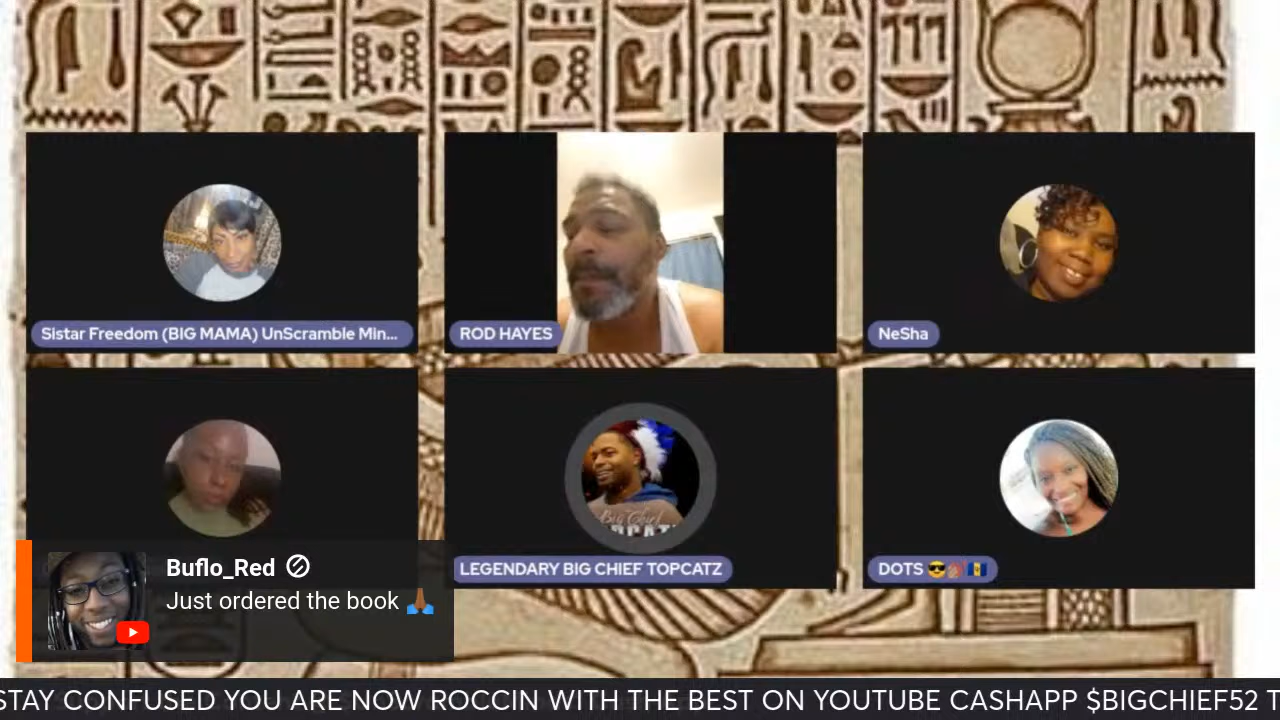 Sistar Freedom (BIG MAMA) UnScramble Min...
ROD HAYES
NeSha
LEGENDARY BIG CHIEF TOPCATZ
DOTS 😎
Buflo_Red
Just ordered the book 🙏🏾
STAY CONFUSED YOU ARE NOW ROCCIN WITH THE BEST ON YOUTUBE CASHAPP $BIGCHIEF52 T